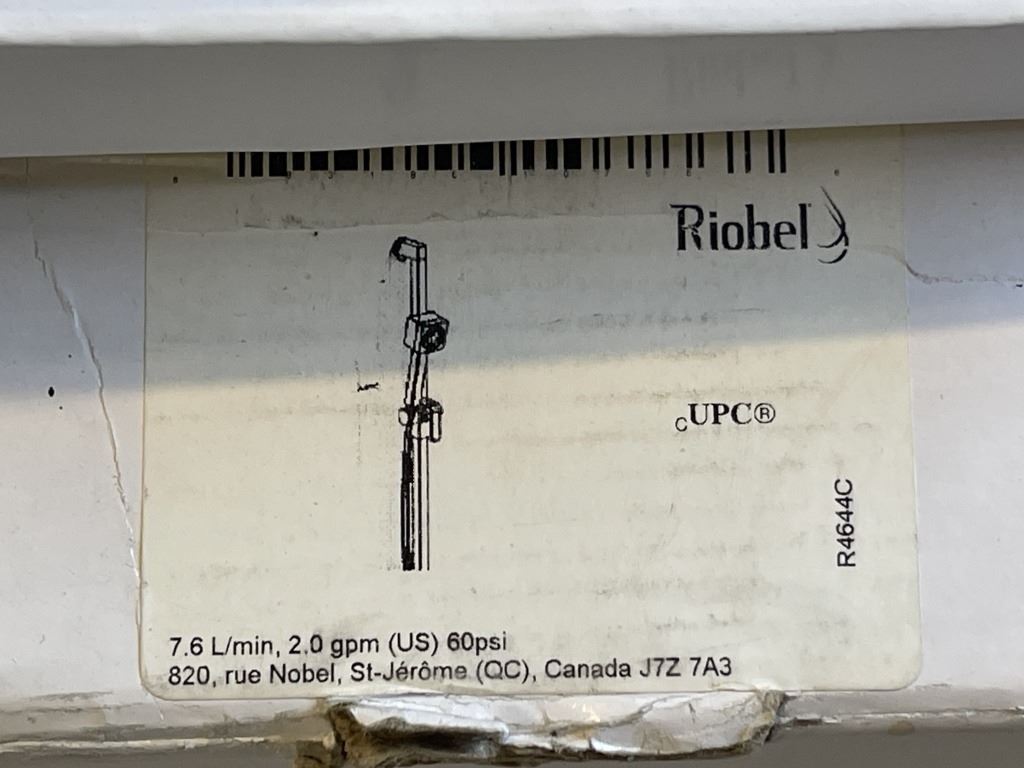 Riobel
cUPC®
R4644C
7.6 L/min, 2.0 gpm (US) 60psi
820, rue Nobel, St-Jérôme (QC), Canada J7Z 7A3